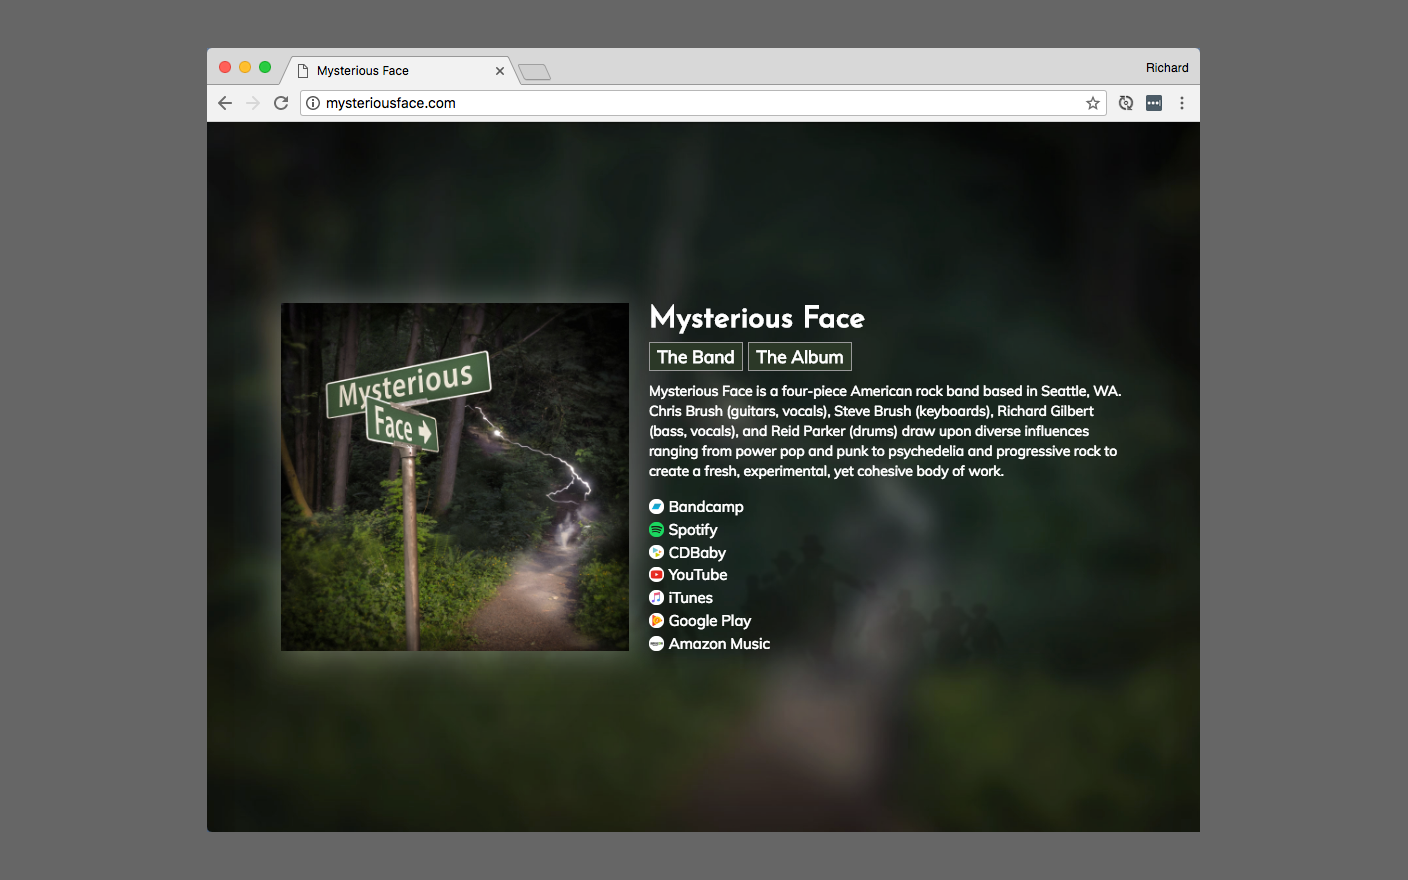 Mysterious Face
Richard
mysteriousface.com
Mysterious
Face
Mysterious Face
The Band
The Album
Mysterious Face is a four-piece American rock band based in Seattle, WA.
Chris Brush (guitars, vocals), Steve Brush (keyboards), Richard Gilbert
(bass, vocals), and Reid Parker (drums) draw upon diverse influences
ranging from power pop and punk to psychedelia and progressive rock to
create a fresh, experimental, yet cohesive body of work.
Bandcamp
Spotify
CDBaby
YouTube
iTunes
Google Play
Amazon Music